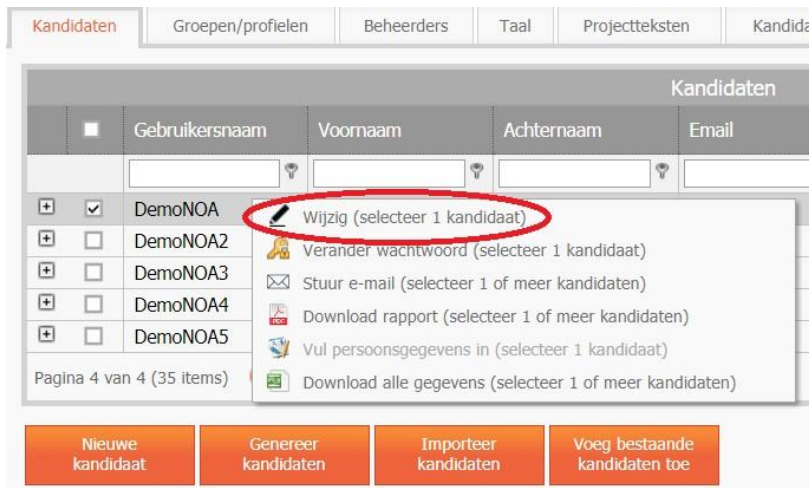 Kandidaten Groepen/profielen Beheerders Taal Projectteksten Kandida
Kandidaten
Gebruikersnaam Voornaam Achternaam Email
DemoNOA
Wijzig (selecteer 1 kandidaat)
DemoNOA2
Verander wachtwoord (selecteer 1 kandidaat)
DemoNOA3
Stuur e-mail (selecteer 1 of meer kandidaten)
DemoNOA4
Download rapport (selecteer 1 of meer kandidaten)
DemoNOA5
Vul persoonsgegevens in (selecteer 1 kandidaat)
Pagina 4 van 4 (35 items)
Download alle gegevens (selecteer 1 of meer kandidaten)
Nieuwe kandidaat
Genereer kandidaten
Importeer kandidaten
Voeg bestaande kandidaten toe